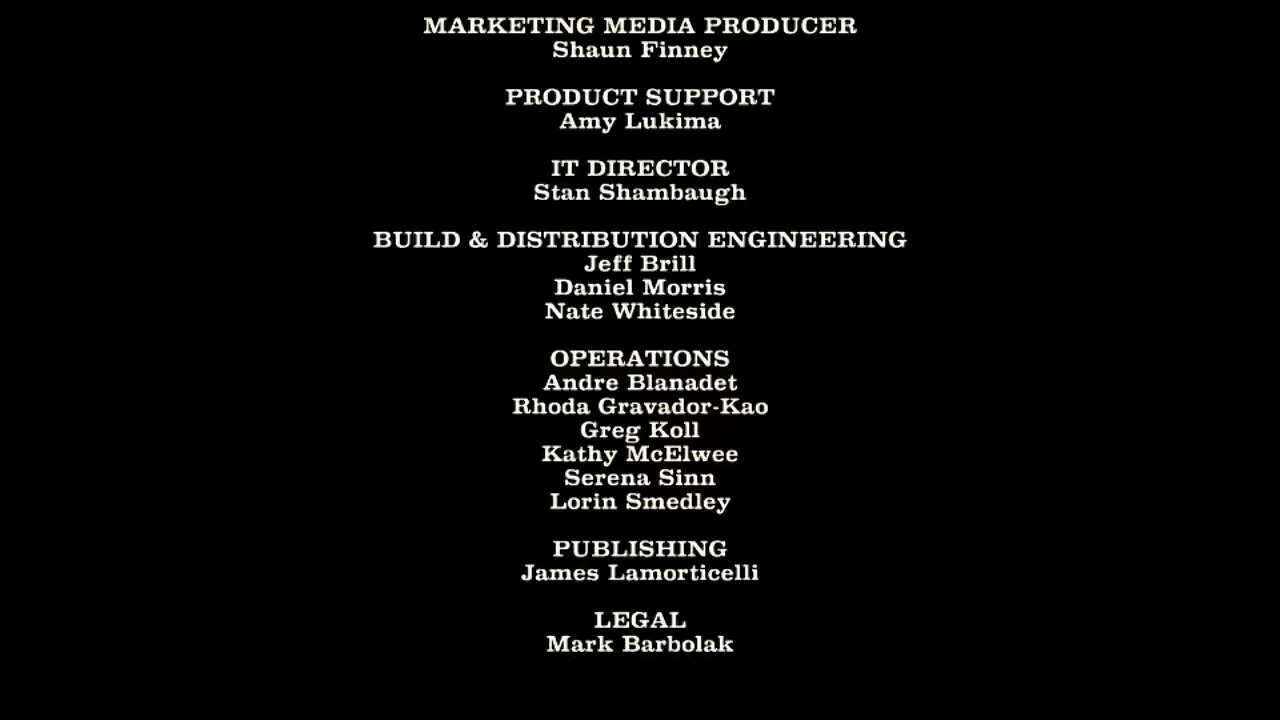 MARKETING MEDIA PRODUCER
Shaun Finney
PRODUCT SUPPORT
Amy Lukima
IT DIRECTOR
Stan Shambaugh
BUILD & DISTRIBUTION ENGINEERING
Jeff Brill
Daniel Morris
Nate Whiteside
OPERATIONS
Andre Blanadet
Rhoda Gravador-Kao
Greg Koll
Kathy McElwee
Serena Sinn
Lorin Smedley
PUBLISHING
James Lamorticelli
LEGAL
Mark Barbolak